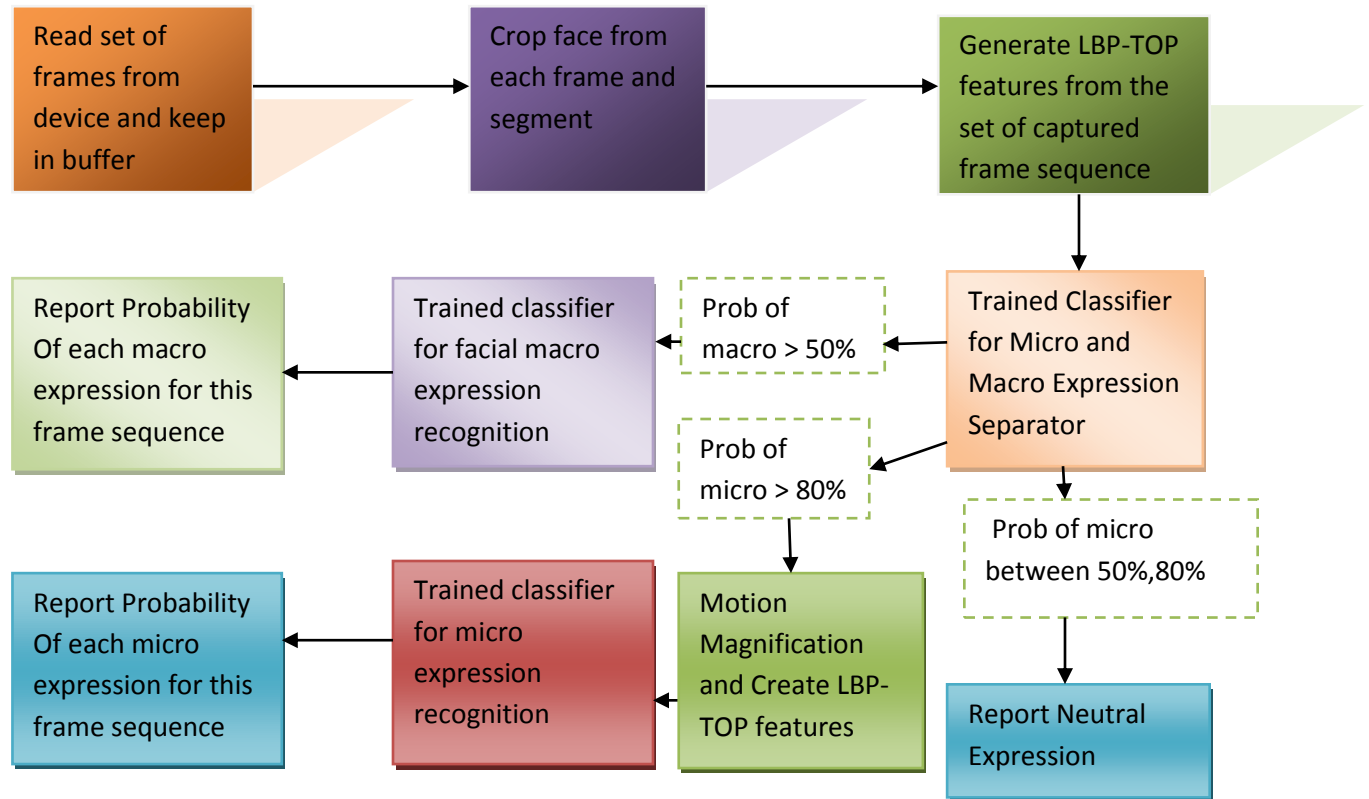 Read set of
frames from
device and keep
in buffer
Crop face from
each frame and
segment
Generate LBP-TOP
features from the
set of captured
frame sequence
Report Probability
Of each macro
expression for this
frame sequence
Trained classifier
for facial macro
expression
recognition
Prob of
macro > 50%
Trained Classifier
for Micro and
Macro Expression
Separator
Prob of
micro > 80%
Prob of micro
between 50%,80%
Report Probability
Of each micro
expression for this
frame sequence
Trained classifier
for micro
expression
recognition
Motion
Magnification
and Create LBP-
TOP features
Report Neutral
Expression